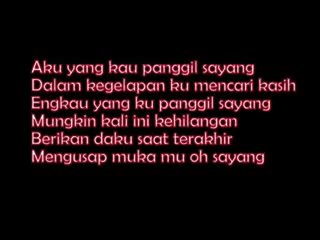 Aku yang kau panggil sayang
Dalam kegelapan ku mencari kasih
Engkau yang ku panggil sayang
Mungkin kali ini kehilangan
Berikan daku saat terakhir
Mengusap muka mu oh sayang